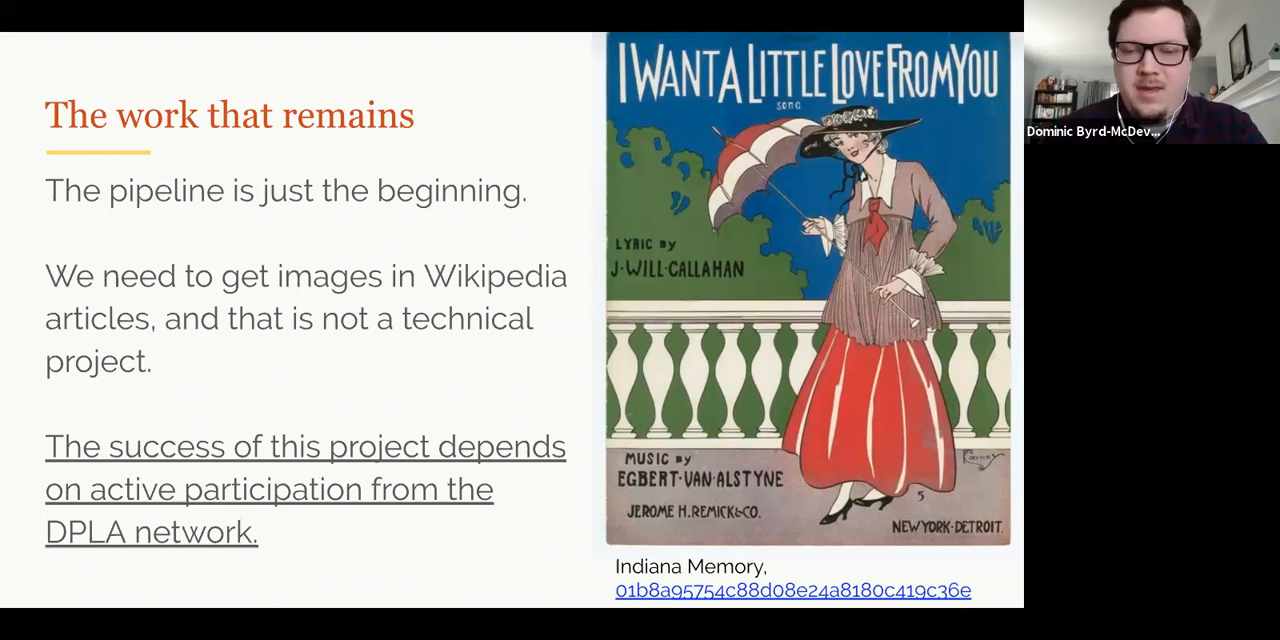 The work that remains
The pipeline is just the beginning.
We need to get images in Wikipedia
articles, and that is not a technical
project.
The success of this project depends
on active participation from the
DPLA network.
I WANT A LITTLE LOVE FROM YOU
SONG
LYRIC BY
J·WILL·CALLAHAN
MUSIC BY
EGBERT·VAN·ALSTYNE
JEROME H. REMICK & CO.
5
NEW YORK·DETROIT.
Indiana Memory,
01b8a95754c88d08e24a8180c419c36e
Dominic Byrd-McDev...